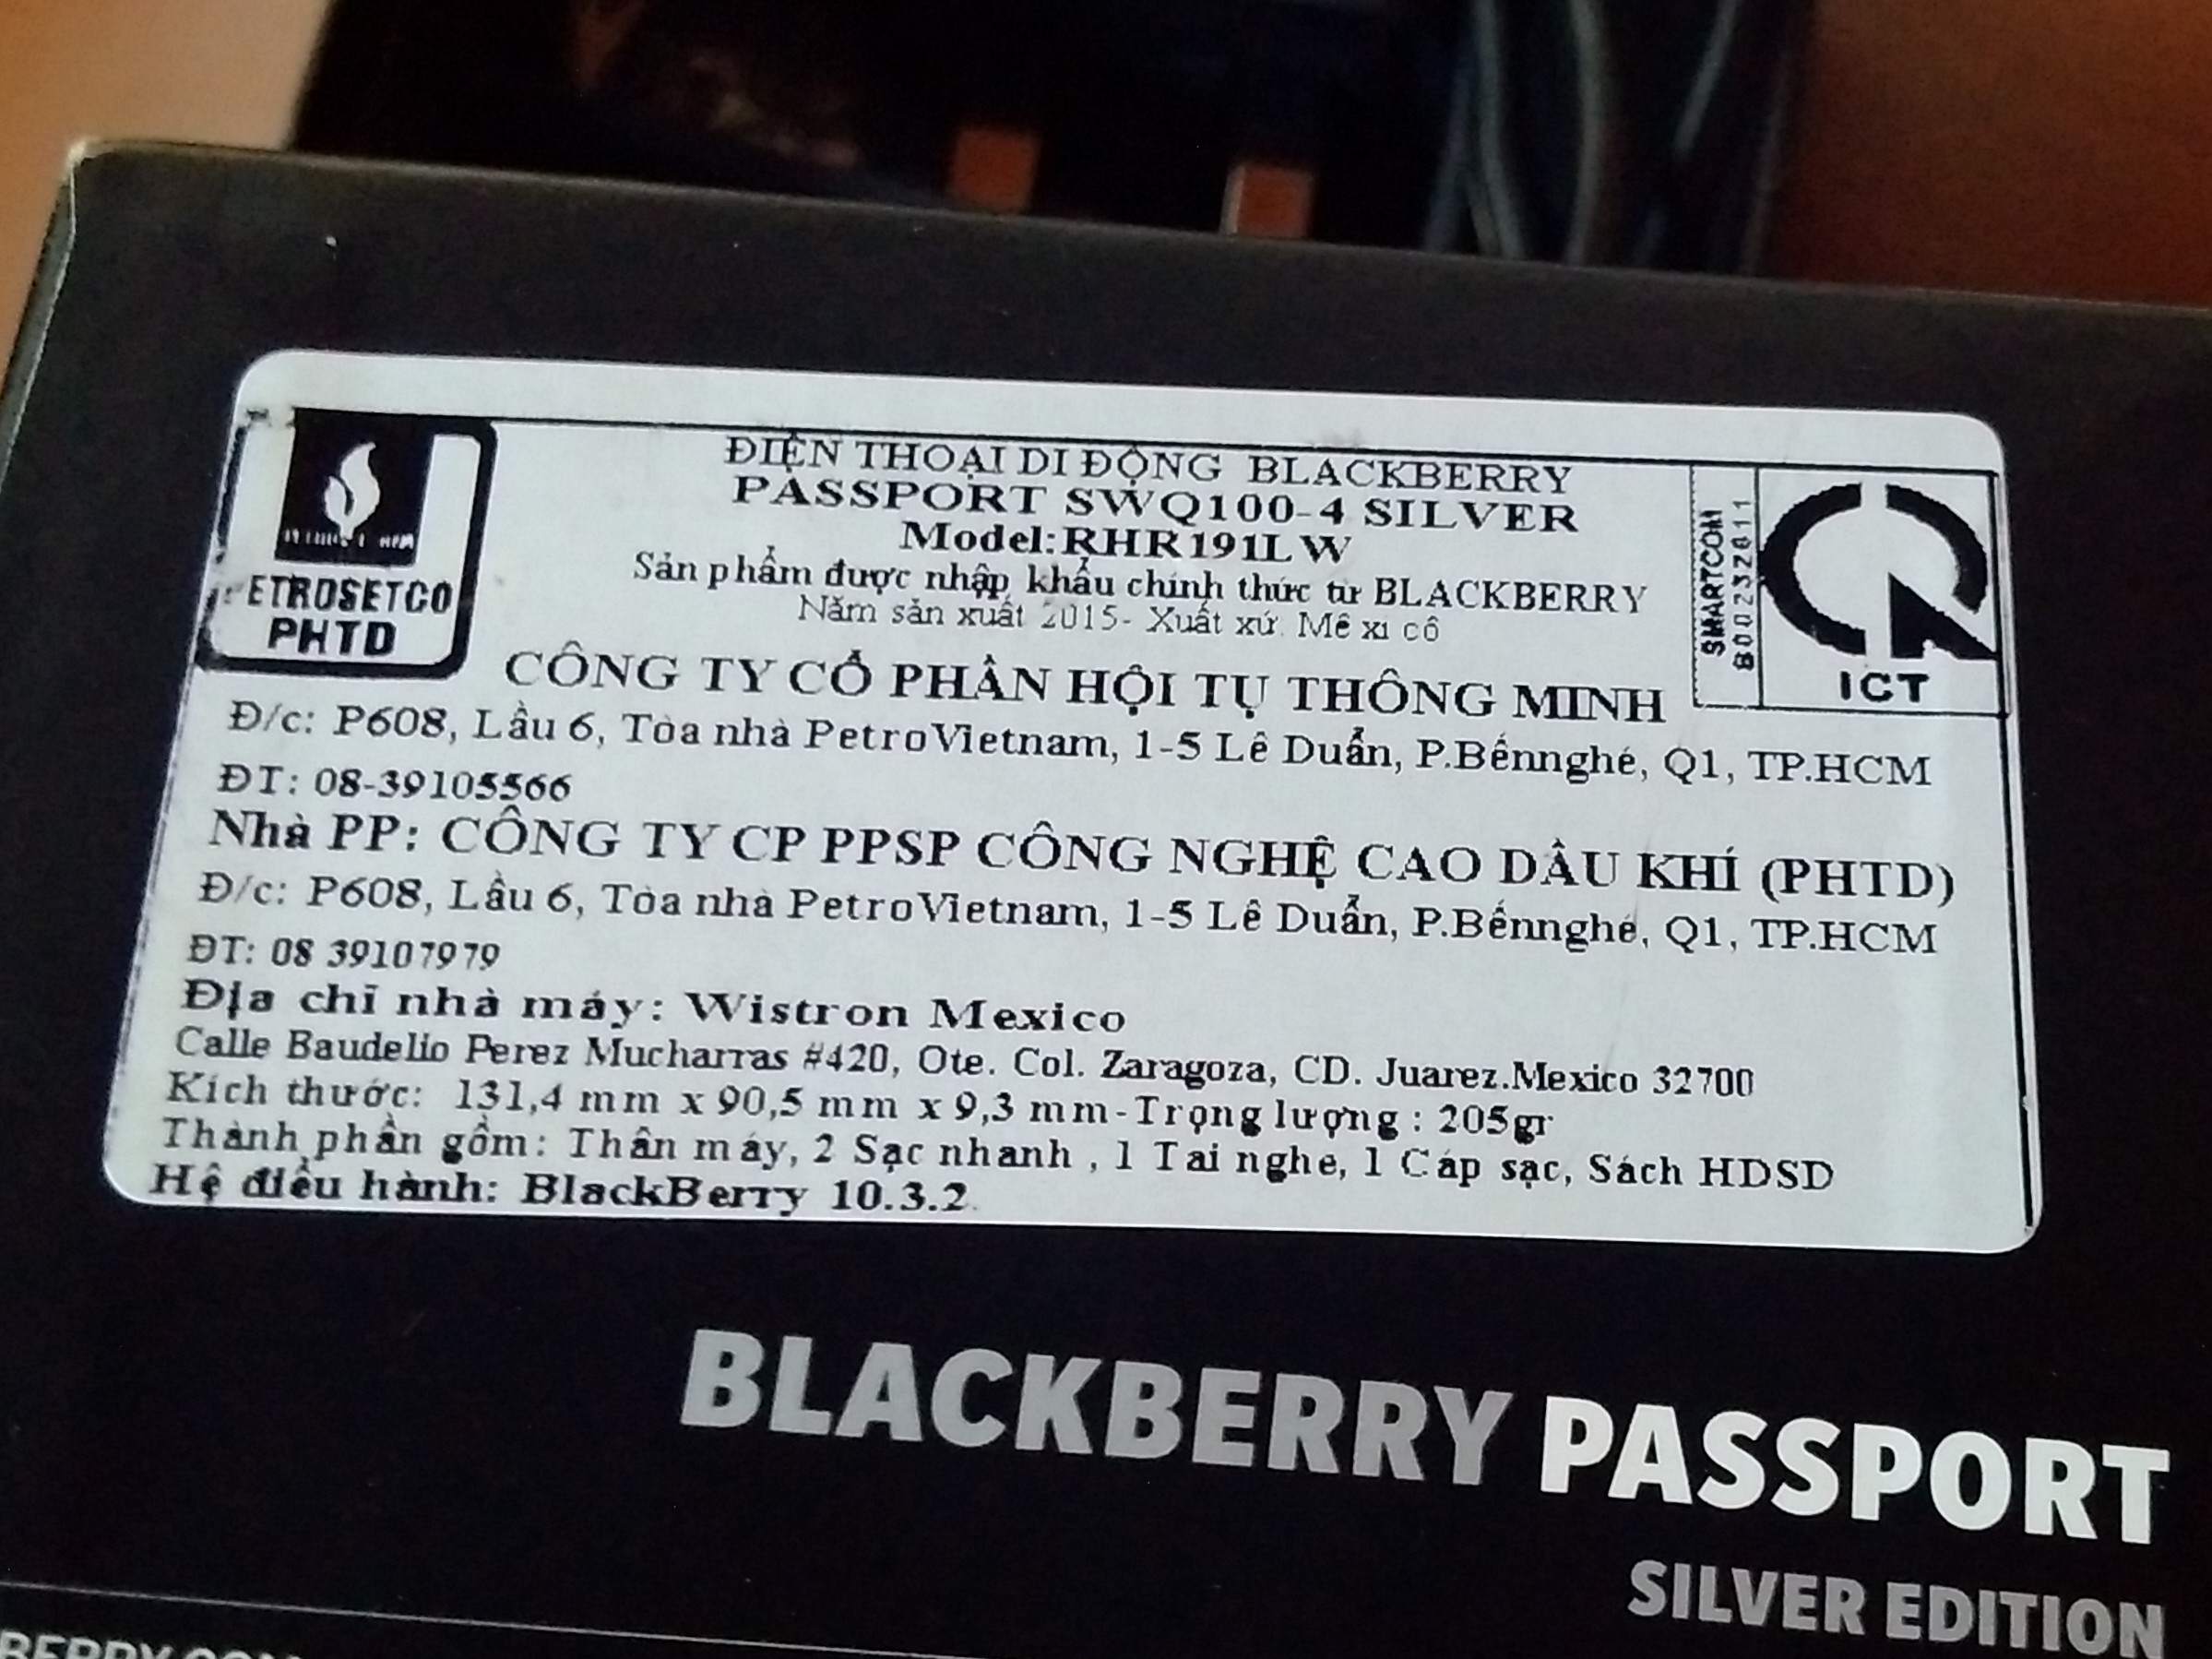 ETROSETCO
PHTD
ĐIỆN THOẠI DI ĐỘNG BLACKBERRY
PASSPORT SWQ100-4 SILVER
Model:RHR191LW
Sản phẩm được nhập khẩu chính thức từ BLACKBERRY
Năm sản xuất 2015- Xuất xứ. Mê xi cô
SMARTCOM
B00232011
ICT
CÔNG TY CỔ PHẦN HỘI TỤ THÔNG MINH
Đ/c: P608, Lầu 6, Tòa nhà PetroVietnam, 1-5 Lê Duẩn, P.Bếnnghé, Q1, TP.HCM
ĐT: 08-39105566
Nhà PP: CÔNG TY CP PPSP CÔNG NGHỆ CAO DẦU KHÍ (PHTD)
Đ/c: P608, Lầu 6, Tòa nhà PetroVietnam, 1-5 Lê Duẩn, P.Bếnnghé, Q1, TP.HCM
ĐT: 08 39107979
Địa chỉ nhà máy: Wistron Mexico
Calle Baudelio Perez Mucharras #420, Ote. Col. Zaragoza, CD. Juarez.Mexico 32700
Kích thước: 131,4 mm x 90,5 mm x 9,3 mm-Trọng lượng : 205gr
Thành phần gồm: Thân máy, 2 Sạc nhanh , 1 Tai nghe, 1 Cáp sạc, Sách HDSD
Hệ điều hành: BlackBerry 10.3.2.
BLACKBERRY PASSPORT
SILVER EDITION